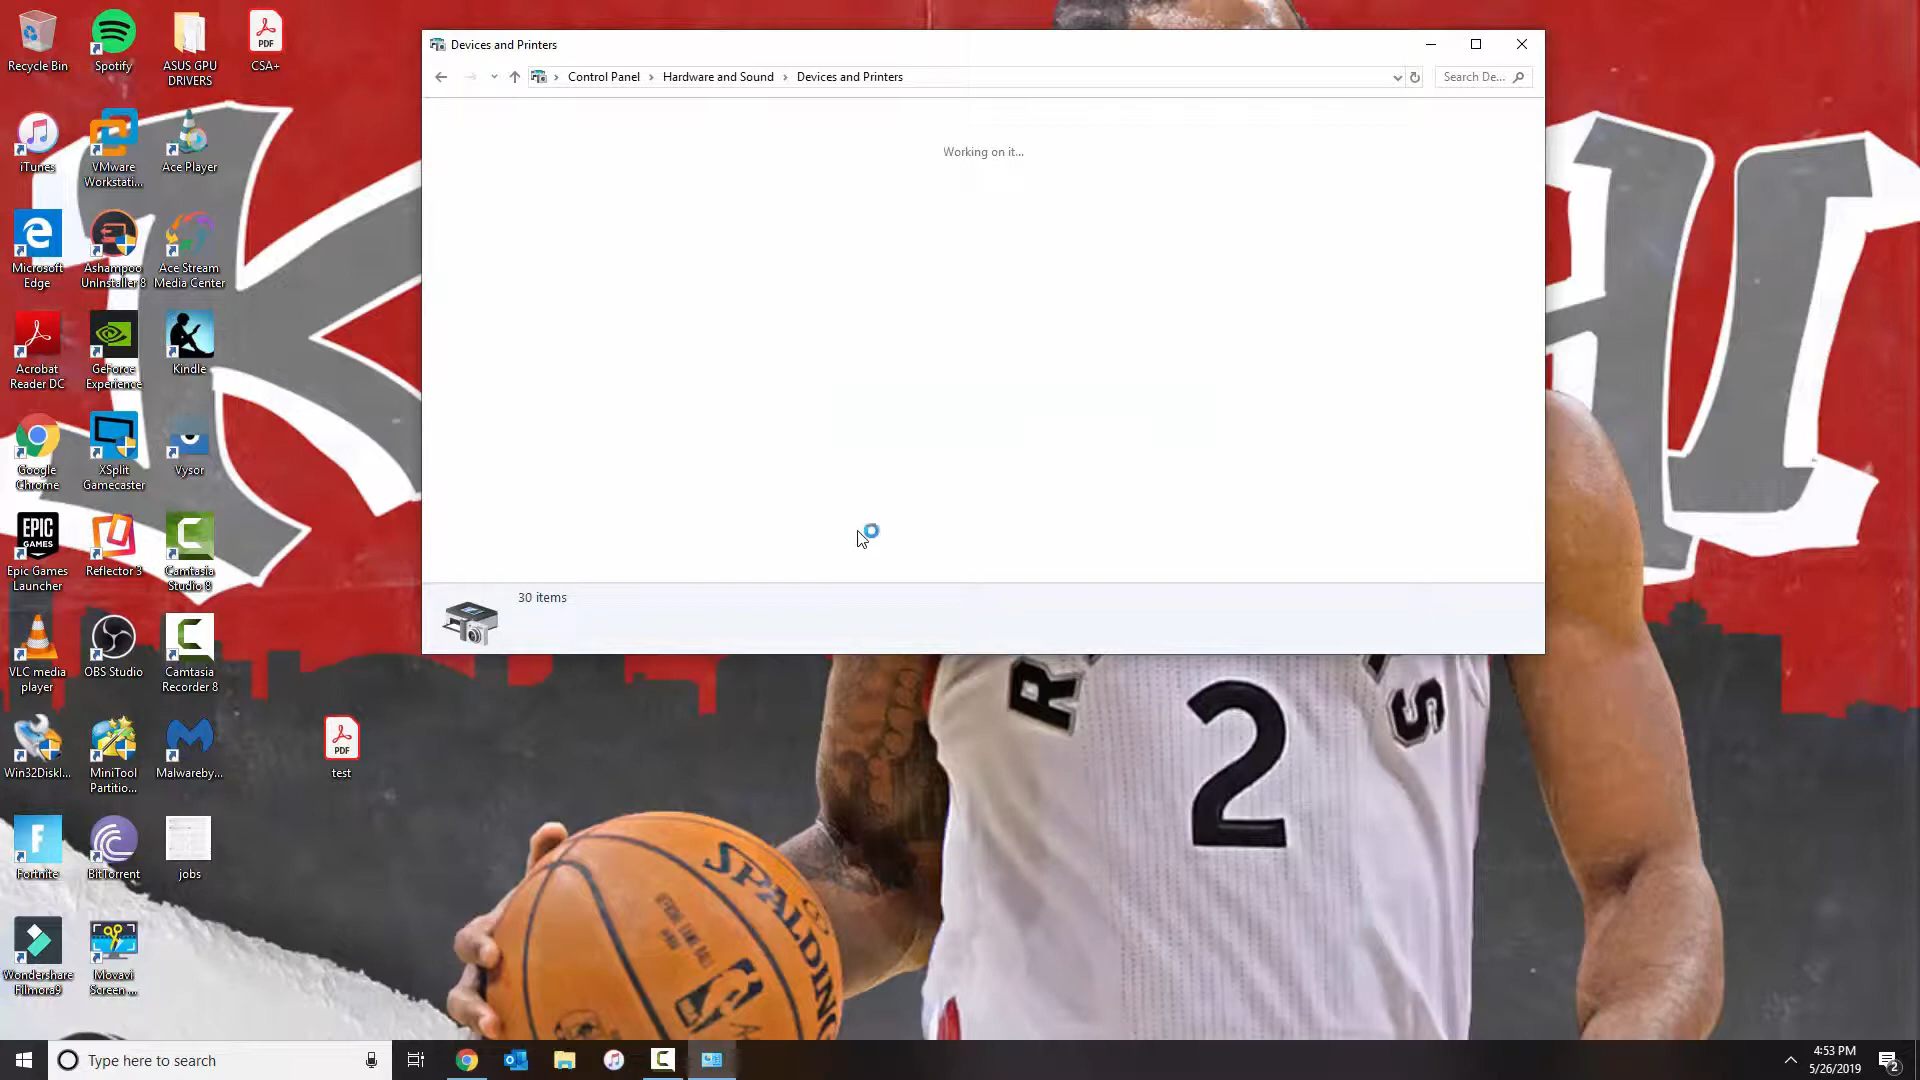 Recycle Bin
Spotify
ASUS GPU
DRIVERS
PDF
CSA+
iTunes
VMware
Workstati...
Ace Player
Microsoft
Edge
Ashampoo
UnInstaller 8
Ace Stream
Media Center
Acrobat
Reader DC
GeForce
Experience
Kindle
Google
Chrome
XSplit
Gamecaster
Vysor
EPIC
GAMES
Epic Games
Launcher
Reflector 3
Camtasia
Studio 8
VLC media
player
OBS Studio
Camtasia
Recorder 8
Win32DiskI...
MiniTool
Partitio...
Malwareby...
PDF
test
Fortnite
BitTorrent
jobs
Wondershare
Filmora9
Movavi
Screen ...
Devices and Printers
Control Panel
Hardware and Sound
Devices and Printers
Search De...
Working on it...
30 items
R
S
2
SPALDING
Type here to search
4:53 PM
5/26/2019
2